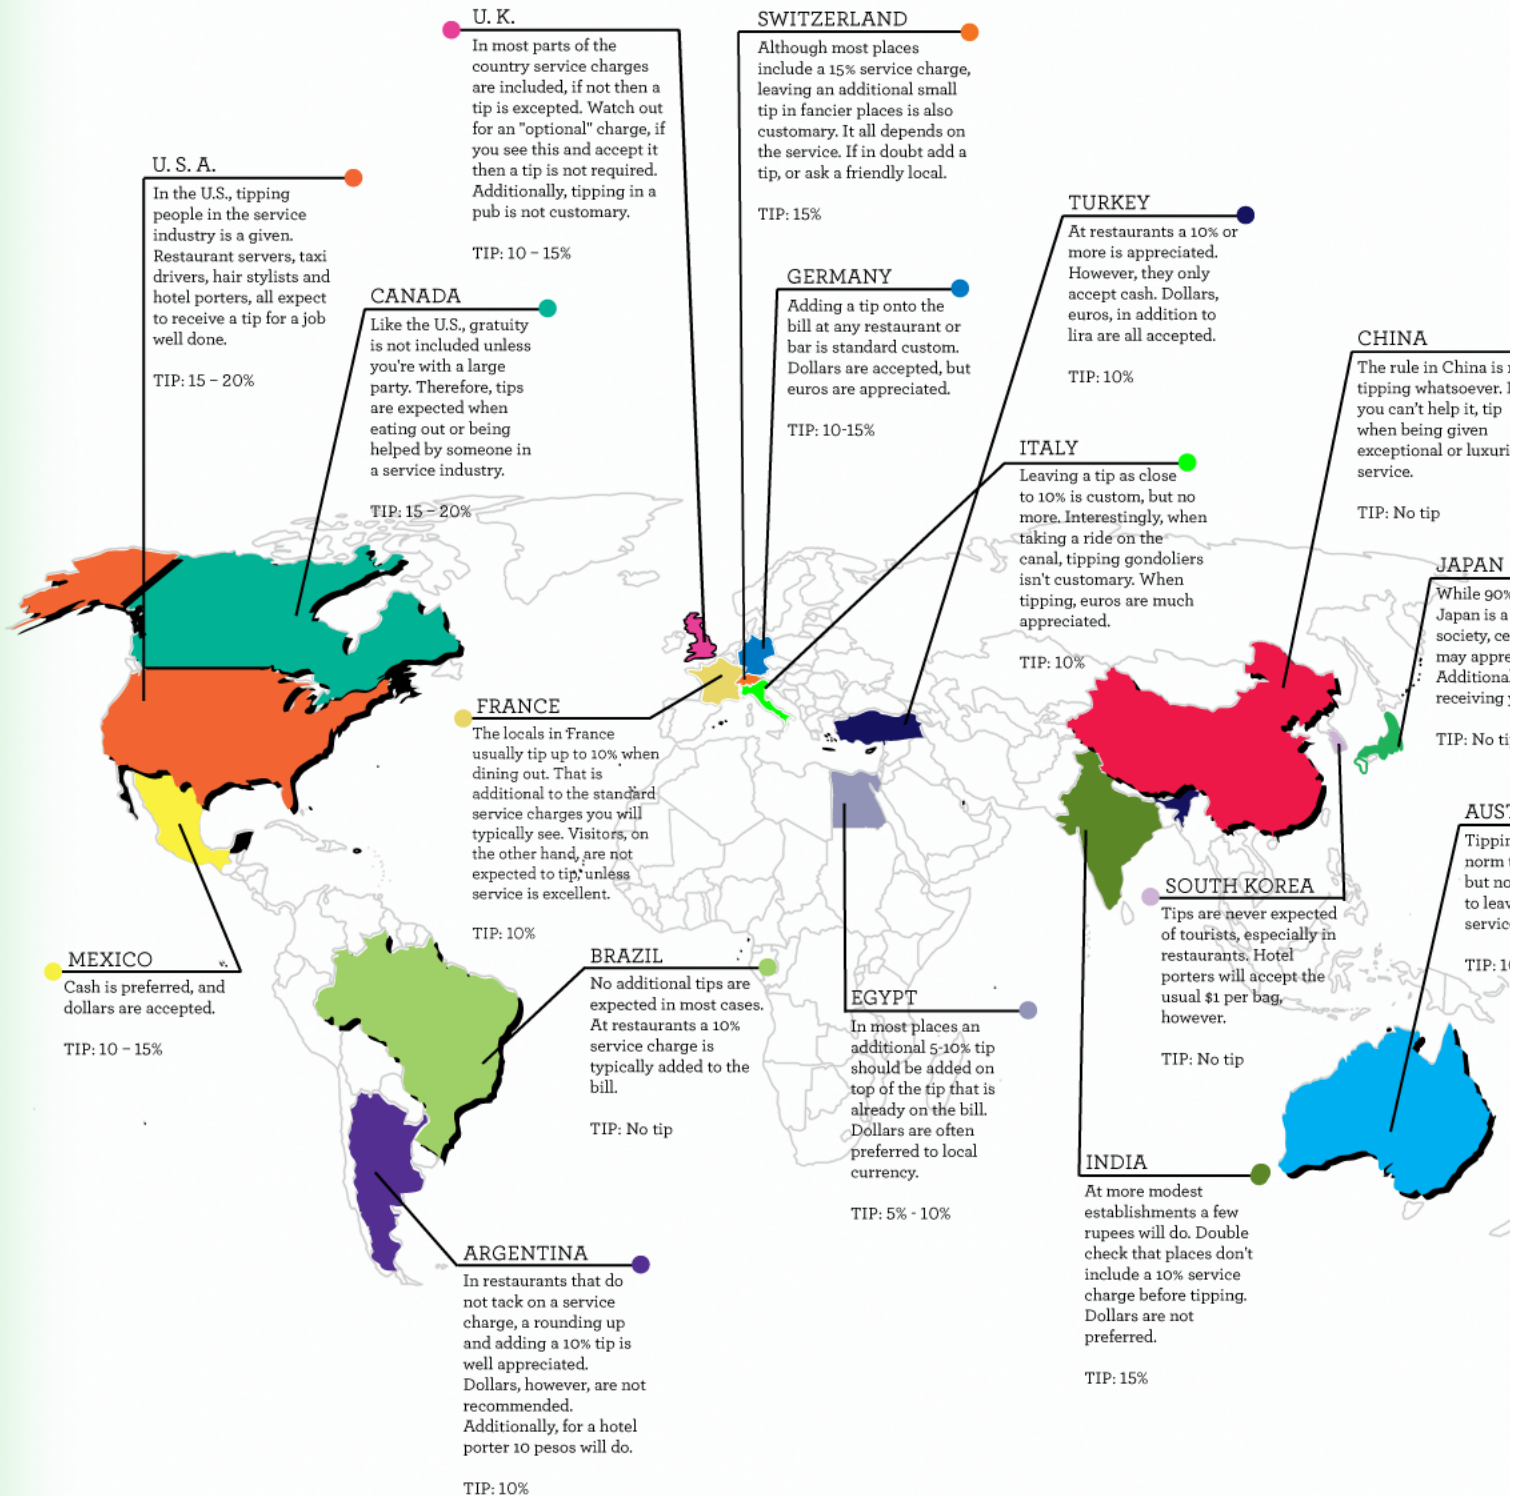 U. K.
In most parts of the
country service charges
are included, if not then a
tip is excepted. Watch out
for an "optional" charge, if
you see this and accept it
then a tip is not required.
Additionally, tipping in a
pub is not customary.
TIP: 10 – 15%
SWITZERLAND
Although most places
include a 15% service charge,
leaving an additional small
tip in fancier places is also
customary. It all depends on
the service. If in doubt add a
tip, or ask a friendly local.
TIP: 15%
U. S. A.
In the U.S., tipping
people in the service
industry is a given.
Restaurant servers, taxi
drivers, hair stylists and
hotel porters, all expect
to receive a tip for a job
well done.
TIP: 15 – 20%
CANADA
Like the U.S., gratuity
is not included unless
you're with a large
party. Therefore, tips
are expected when
eating out or being
helped by someone in
a service industry.
TIP: 15 – 20%
GERMANY
Adding a tip onto the
bill at any restaurant or
bar is standard custom.
Dollars are accepted, but
euros are appreciated.
TIP: 10-15%
TURKEY
At restaurants a 10% or
more is appreciated.
However, they only
accept cash. Dollars,
euros, in addition to
lira are all accepted.
TIP: 10%
ITALY
Leaving a tip as close
to 10% is custom, but no
more. Interestingly, when
taking a ride on the
canal, tipping gondoliers
isn't customary. When
tipping, euros are much
appreciated.
TIP: 10%
CHINA
The rule in China is
tipping whatsoever.
you can't help it, tip
when being given
exceptional or
service.
TIP: No tip
JAPAN
While 90%
Japan is a
society,
may
receiving
TIP: No
FRANCE
The locals in France
usually tip up to 10% when
dining out. That is
additional to the standard
service charges you will
typically see. Visitors, on
the other hand, are not
expected to tip, unless
service is excellent.
TIP: 10%
MEXICO
Cash is preferred, and
dollars are accepted.
TIP: 10 – 15%
BRAZIL
No additional tips are
expected in most cases.
At restaurants a 10%
service charge is
typically added to the
bill.
TIP: No tip
EGYPT
In most places an
additional 5-10% tip
should be added on
top of the tip that is
already on the bill.
Dollars are often
preferred to local
currency.
TIP: 5% - 10%
SOUTH KOREA
Tips are never expected
of tourists, especially in
restaurants. Hotel
porters will accept the
usual $1 per bag,
however.
TIP: No tip
norm
but
to
TIP:
INDIA
At more modest
establishments a few
rupees will do. Double
check that places don't
include a 10% service
charge before tipping.
Dollars are not
preferred.
TIP: 15%
ARGENTINA
In restaurants that do
not tack on a service
charge, a rounding up
and adding a 10% tip is
well appreciated.
Dollars, however, are not
recommended.
Additionally, for a hotel
porter 10 pesos will do.
TIP: 10%